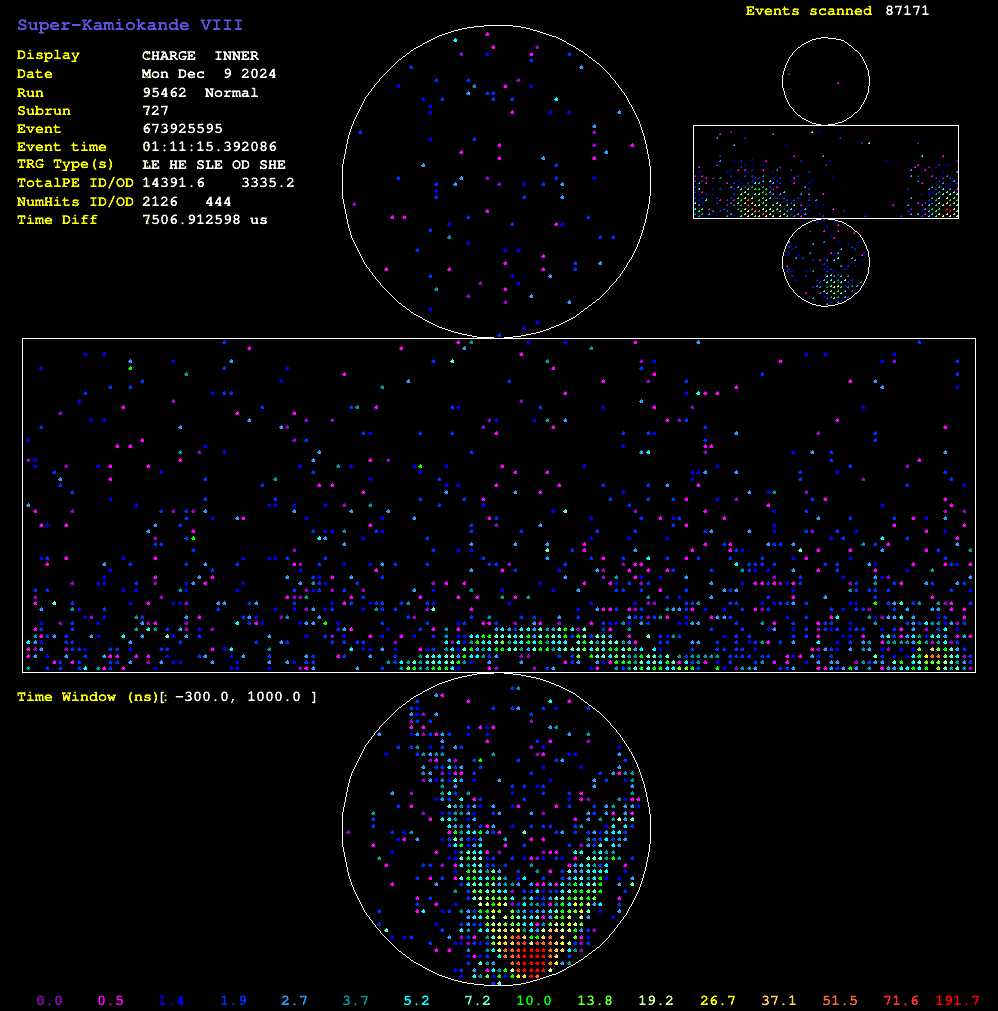 Super-Kamiokande VIII
Events scanned 87171
Display CHARGE INNER
Date Mon Dec 9 2024
Run 95462 Normal
Subrun 727
Event 673925595
Event time 01:11:15.392086
TRG Type(s) LE HE SLE OD SHE
TotalPE ID/OD 14391.6 3335.2
NumHits ID/OD 2126 444
Time Diff 7506.912598 us
Time Window (ns)[: -300.0, 1000.0 ]
0.0 0.5 1.4 1.9 2.7 3.7 5.2 7.2 10.0 13.8 19.2 26.7 37.1 51.5 71.6 191.7